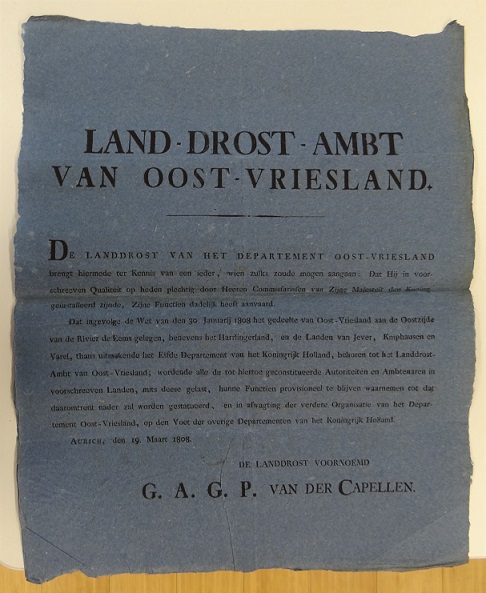 LAND-DROST-AMBT
VAN OOST-VRIESLAND.
DE LANDDROST VAN HET DEPARTEMENT OOST-VRIESLAND
brengt hiermede ter Kennis van een ieder, wien zulks zoude mogen aangaan: Dat Hij in voor-
schreeven Qualiteit op heden plechtig door Heeren Commissarissen van Zijne Majesteit den Koning
geinstalleerd zijnde, Zijne Function dadelijk heeft aanvaard.
Dat ingevolge de Wet van den 30. Januarij 1808 het gedeelte van Oost-Vriesland aan de Oostzijde
van de Rivier de Eems gelegen, benevens het Hardingerland, en de Landen van Jever, Kniphausen en
Varel, thans uitmakende het Elfde Departement van het Koningrijk Holland, behoren tot het Landdrost-
Ambt van Oost-Vriesland, wordende alle de tot hiertoe geconstitueerde Autoriteiten en Ambtenaren in
voorschreeven Landen, mits deese gelast, hunne Functien provisioneel te blijven waarnemen tot dat
daaromtrent nader zal worden gestatueerd, en in afwagting der verdere Organisatie van het Depar-
tement Oost-Vriesland, op den Voet der overige Departementen van het Koningrijk Holland.
AURICH, den 19. Maart 1808.
DE LANDDROST VOORNOEMD
G. A. G. P. VAN DER CAPELLEN.